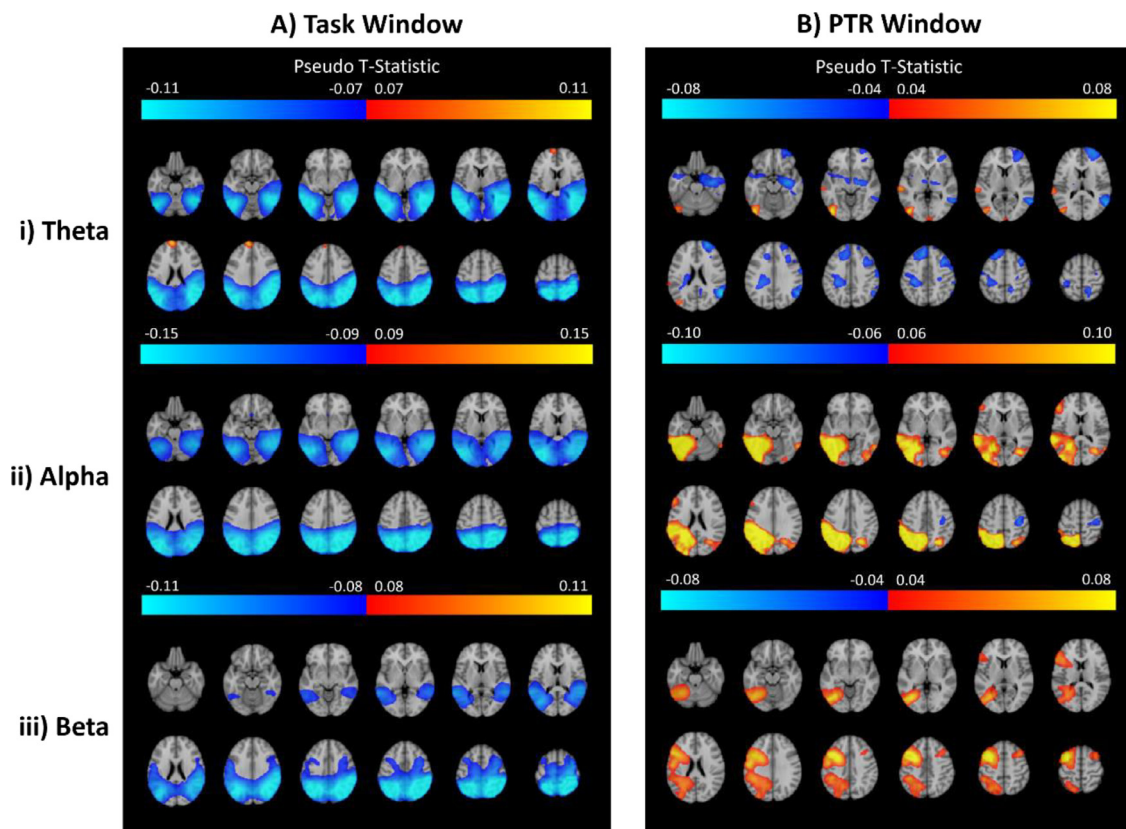 A) Task Window
B) PTR Window
Pseudo T-Statistic
-0.11 -0.07 0.07 0.11
Pseudo T-Statistic
-0.08 -0.04 0.04 0.08
i) Theta
-0.15 -0.09 0.09 0.15
-0.10 -0.06 0.06 0.10
ii) Alpha
-0.11 -0.08 0.08 0.11
-0.08 -0.04 0.04 0.08
iii) Beta